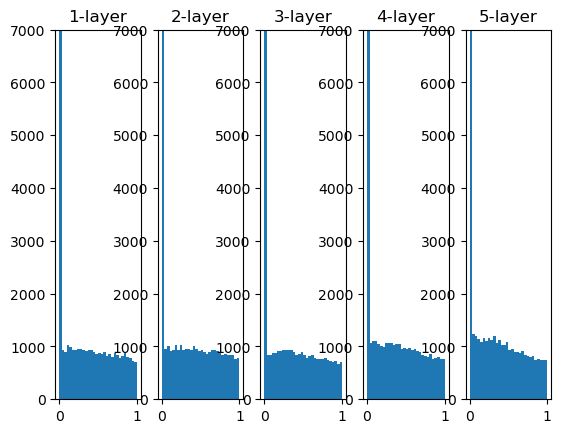 1-layer 2-layer 3-layer 4-layer 5-layer
7000 7000 7000 7000 7000
6000 6000 6000 6000 6000
5000 5000 5000 5000 5000
4000 4000 4000 4000 4000
3000 3000 3000 3000 3000
2000 2000 2000 2000 2000
1000 1000 1000 1000 1000
0 0 0 0 0
0 1 0 1 0 1 0 1 0 1